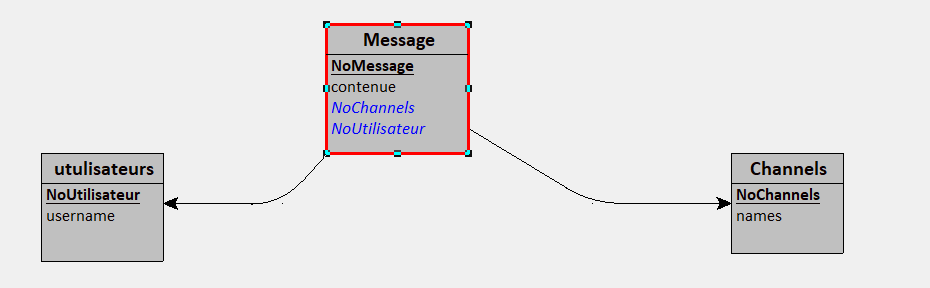 Message
NoMessage
contenue
NoChannels
NoUtilisateur
utulisateurs
NoUtilisateur
username
Channels
NoChannels
names